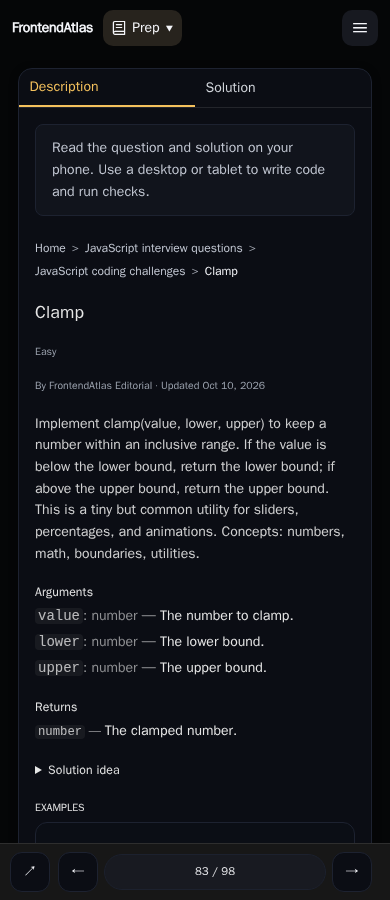 FrontendAtlas
Prep
Description
Solution
Read the question and solution on your
phone. Use a desktop or tablet to write code
and run checks.
Home > JavaScript interview questions >
JavaScript coding challenges > Clamp
Clamp
Easy
By FrontendAtlas Editorial · Updated Oct 10, 2026
Implement clamp(value, lower, upper) to keep a
number within an inclusive range. If the value is
below the lower bound, return the lower bound; if
above the upper bound, return the upper bound.
This is a tiny but common utility for sliders,
percentages, and animations. Concepts: numbers,
math, boundaries, utilities.
Arguments
value: number — The number to clamp.
lower: number — The lower bound.
upper: number — The upper bound.
Returns
number — The clamped number.
Solution idea
EXAMPLES
83 / 98